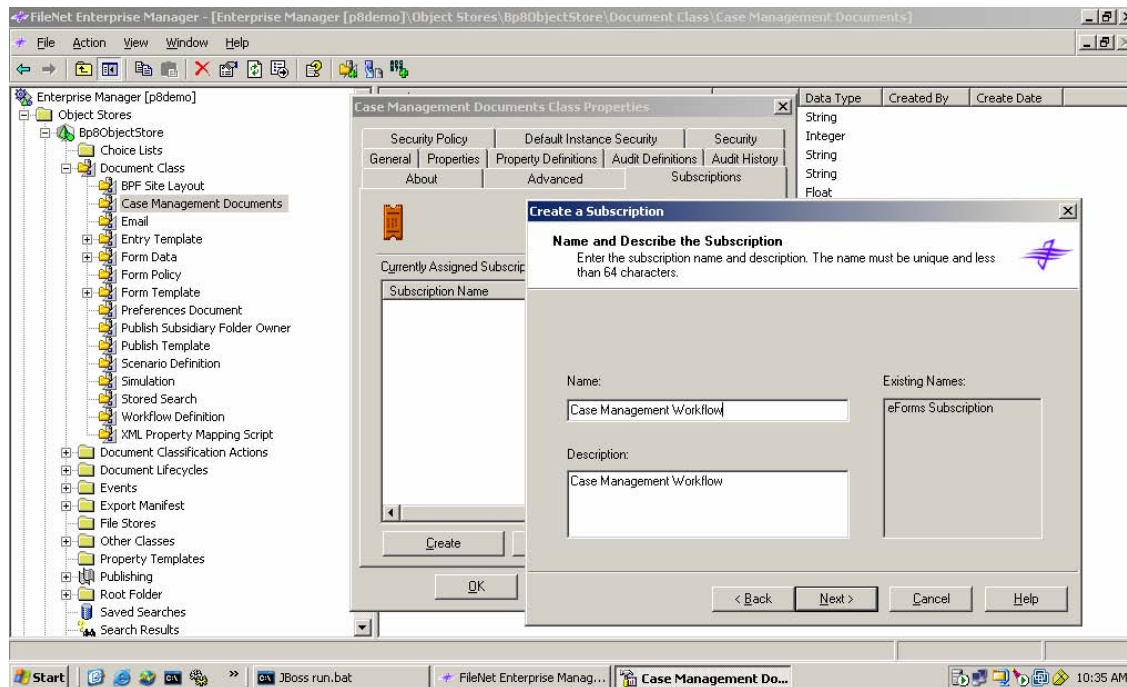 FileNet Enterprise Manager - [Enterprise Manager [p8demo]\Object Stores\Bp8ObjectStore\Document Class\Case Management Documents]
File Action View Window Help
Enterprise Manager [p8demo]
Object Stores
Bp8ObjectStore
Choice Lists
Document Class
BPF Site Layout
Case Management Documents
Email
Entry Template
Form Data
Form Policy
Form Template
Preferences Document
Publish Subsidiary Folder Owner
Publish Template
Scenario Definition
Simulation
Stored Search
Workflow Definition
XML Property Mapping Script
Document Classification Actions
Document Lifecycles
Events
Export Manifest
File Stores
Other Classes
Property Templates
Publishing
Root Folder
Saved Searches
Search Results
Case Management Documents Class Properties
Security Policy Default Instance Security Security
General Properties Property Definitions Audit Definitions Audit History
About Advanced Subscriptions
Currently Assigned Subscrip
Subscription Name
Create
OK
Data Type Created By Create Date
String
Integer
String
String
Float
Create a Subscription
Name and Describe the Subscription
Enter the subscription name and description. The name must be unique and less
than 64 characters.
Name:
Case Management Workflow
Existing Names:
eForms Subscription
Description:
Case Management Workflow
< Back Next > Cancel Help
Start » JBoss run.bat FileNet Enterprise Manag... Case Management Do... 10:35 AM